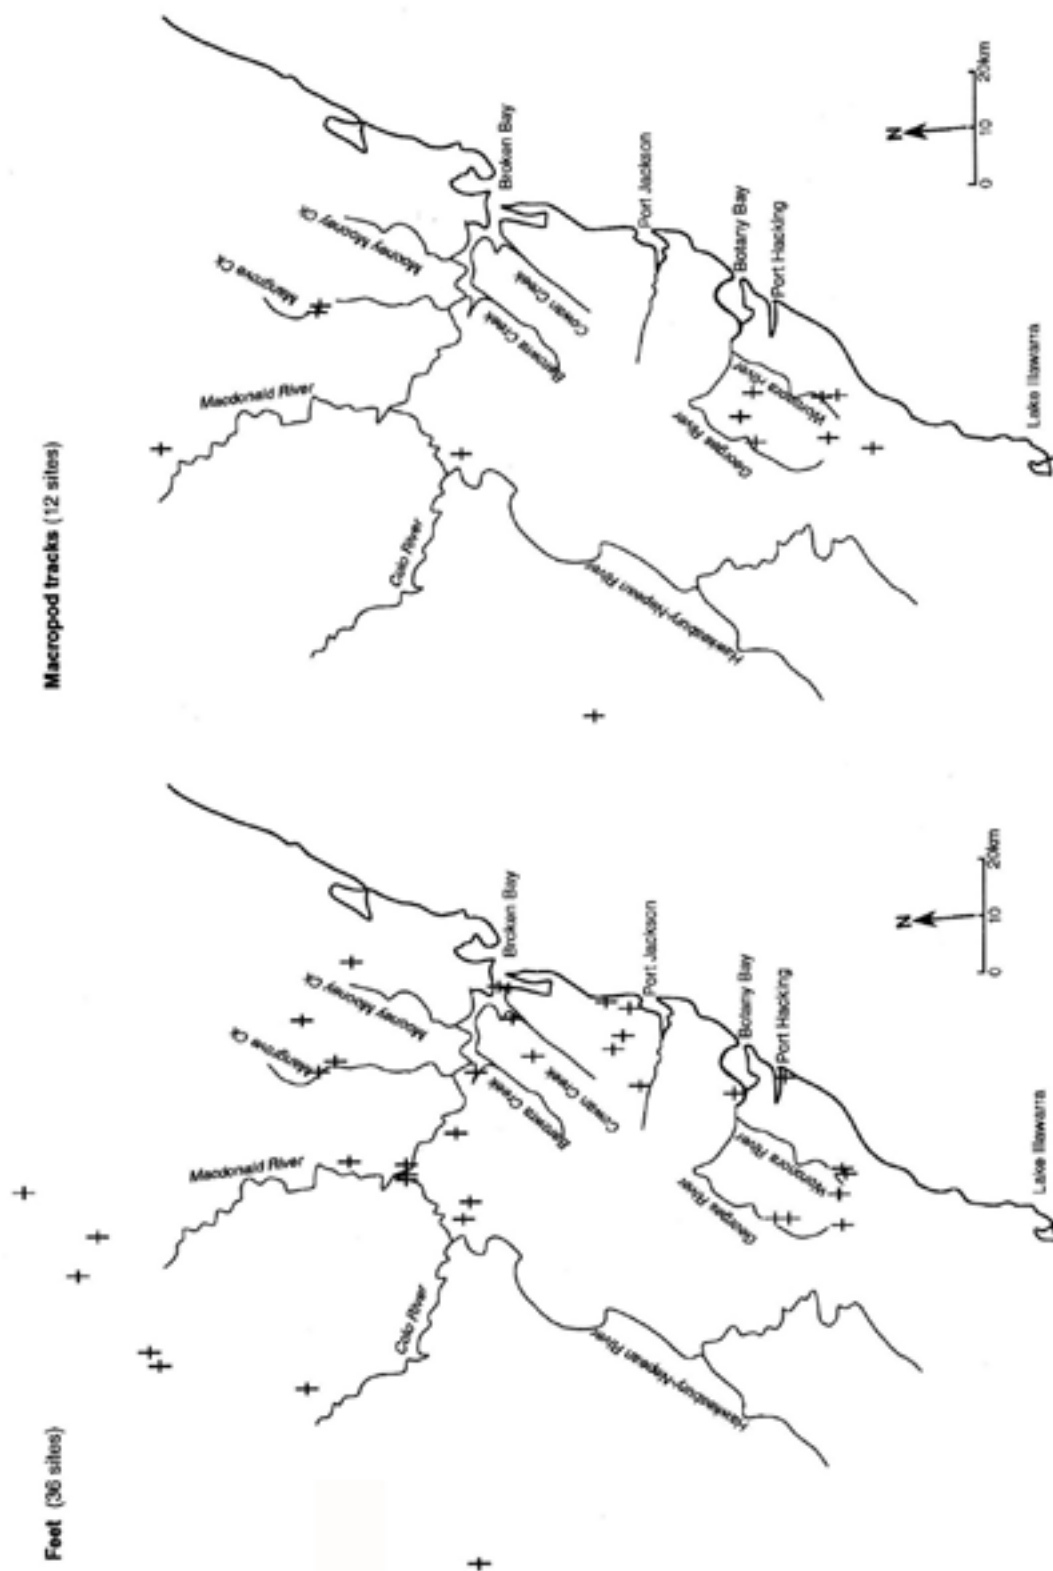 Feet (36 sites)
Macdonald River
Mangrove Ck
Mooney Mooney Ck
Colo River
Broken Bay
Berowra Creek
Cowan Creek
Hawkesbury-Nepean River
Port Jackson
Georges River
Woronora River
Botany Bay
Port Hacking
Lake Illawarra
N
0 10 20km
Macropod tracks (12 sites)
Macdonald River
Mangrove Ck
Mooney Mooney Ck
Colo River
Broken Bay
Berowra Creek
Cowan Creek
Hawkesbury-Nepean River
Port Jackson
Georges River
Woronora River
Botany Bay
Port Hacking
Lake Illawarra
N
0 10 20km